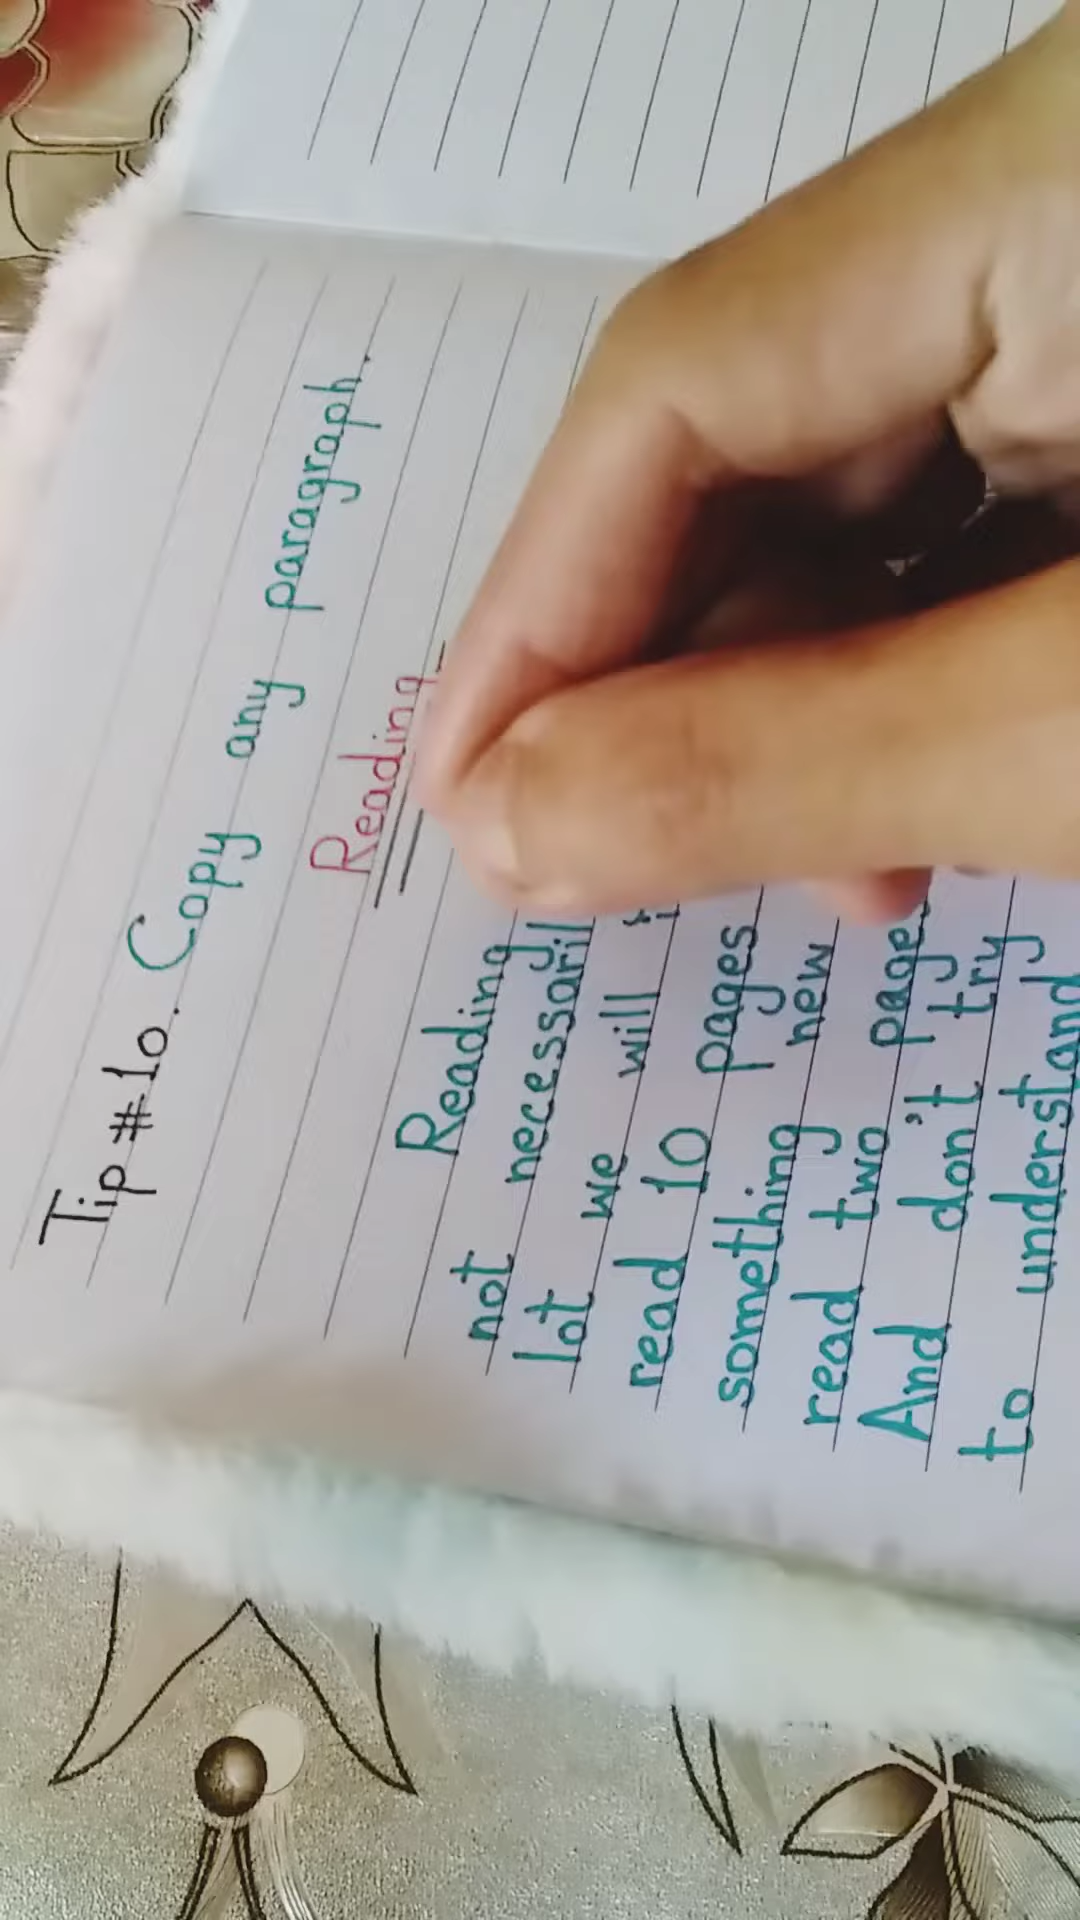 Tip #10. Copy any paragraph.
Reading
Reading
not necessaril
lot we will
read 10 pages
something new
read two page
And don't try
to understand